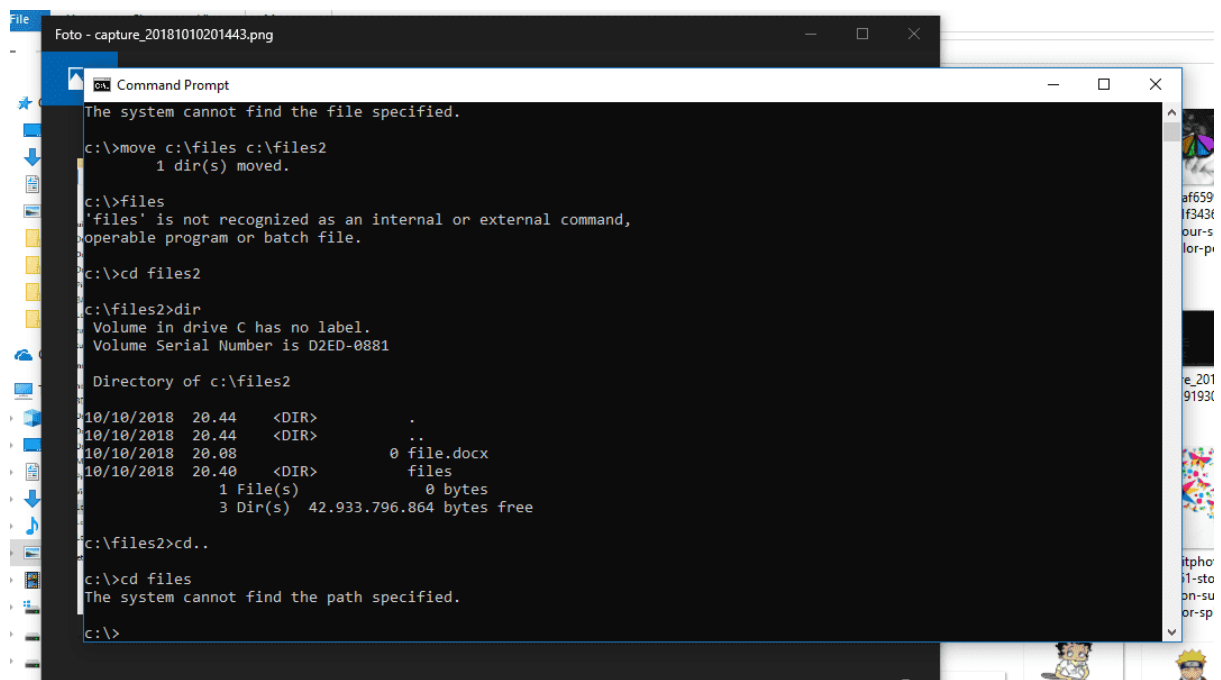 File
Foto - capture_20181010201443.png
Command Prompt
The system cannot find the file specified.
c:\>move c:\files c:\files2
1 dir(s) moved.
c:\>files
'files' is not recognized as an internal or external command,
operable program or batch file.
c:\>cd files2
c:\files2>dir
Volume in drive C has no label.
Volume Serial Number is D2ED-0881
Directory of c:\files2
10/10/2018 20.44 <DIR> .
10/10/2018 20.44 <DIR> ..
10/10/2018 20.08 0 file.docx
10/10/2018 20.40 <DIR> files
1 File(s) 0 bytes
3 Dir(s) 42.933.796.864 bytes free
c:\files2>cd..
c:\>cd files
The system cannot find the path specified.
c:\>